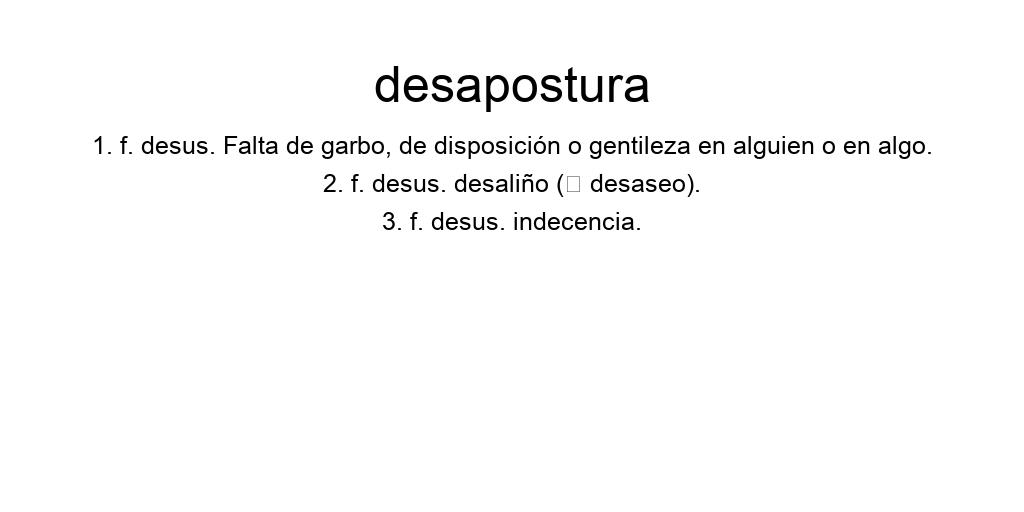 desapostura
1. f. desus. Falta de garbo, de disposición o gentileza en alguien o en algo.
2. f. desus. desaliño (□ desaseo).
3. f. desus. indecencia.